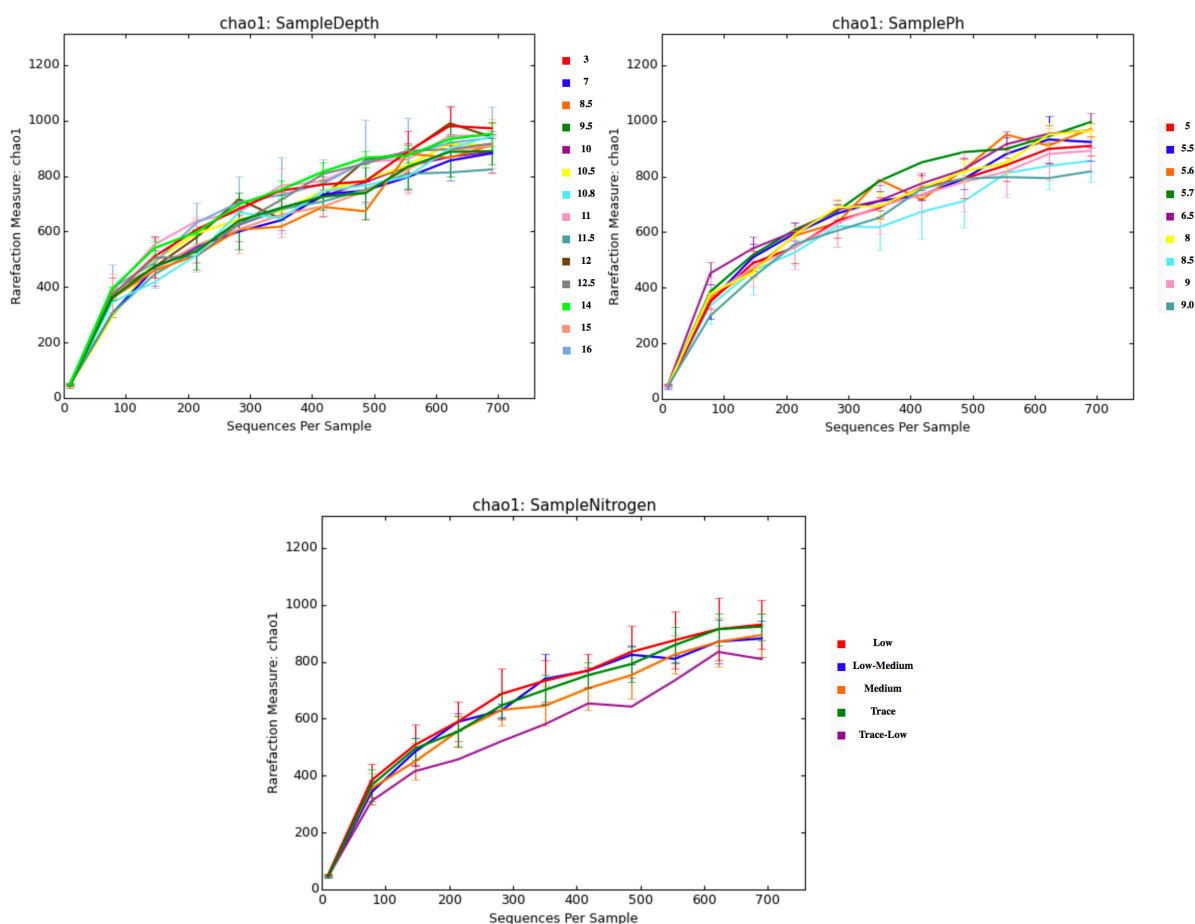 chao1: SampleDepth
Rarefaction Measure: chao1
1200
1000
800
600
400
200
0
0 100 200 300 400 500 600 700
Sequences Per Sample
3
7
8.5
9.5
10
10.5
10.8
11
11.5
12
12.5
14
15
16
chao1: SamplePh
Rarefaction Measure: chao1
1200
1000
800
600
400
200
0
0 100 200 300 400 500 600 700
Sequences Per Sample
5
5.5
5.6
5.7
6.5
8
8.5
9
9.0
chao1: SampleNitrogen
Rarefaction Measure: chao1
1200
1000
800
600
400
200
0
0 100 200 300 400 500 600 700
Sequences Per Sample
Low
Low-Medium
Medium
Trace
Trace-Low